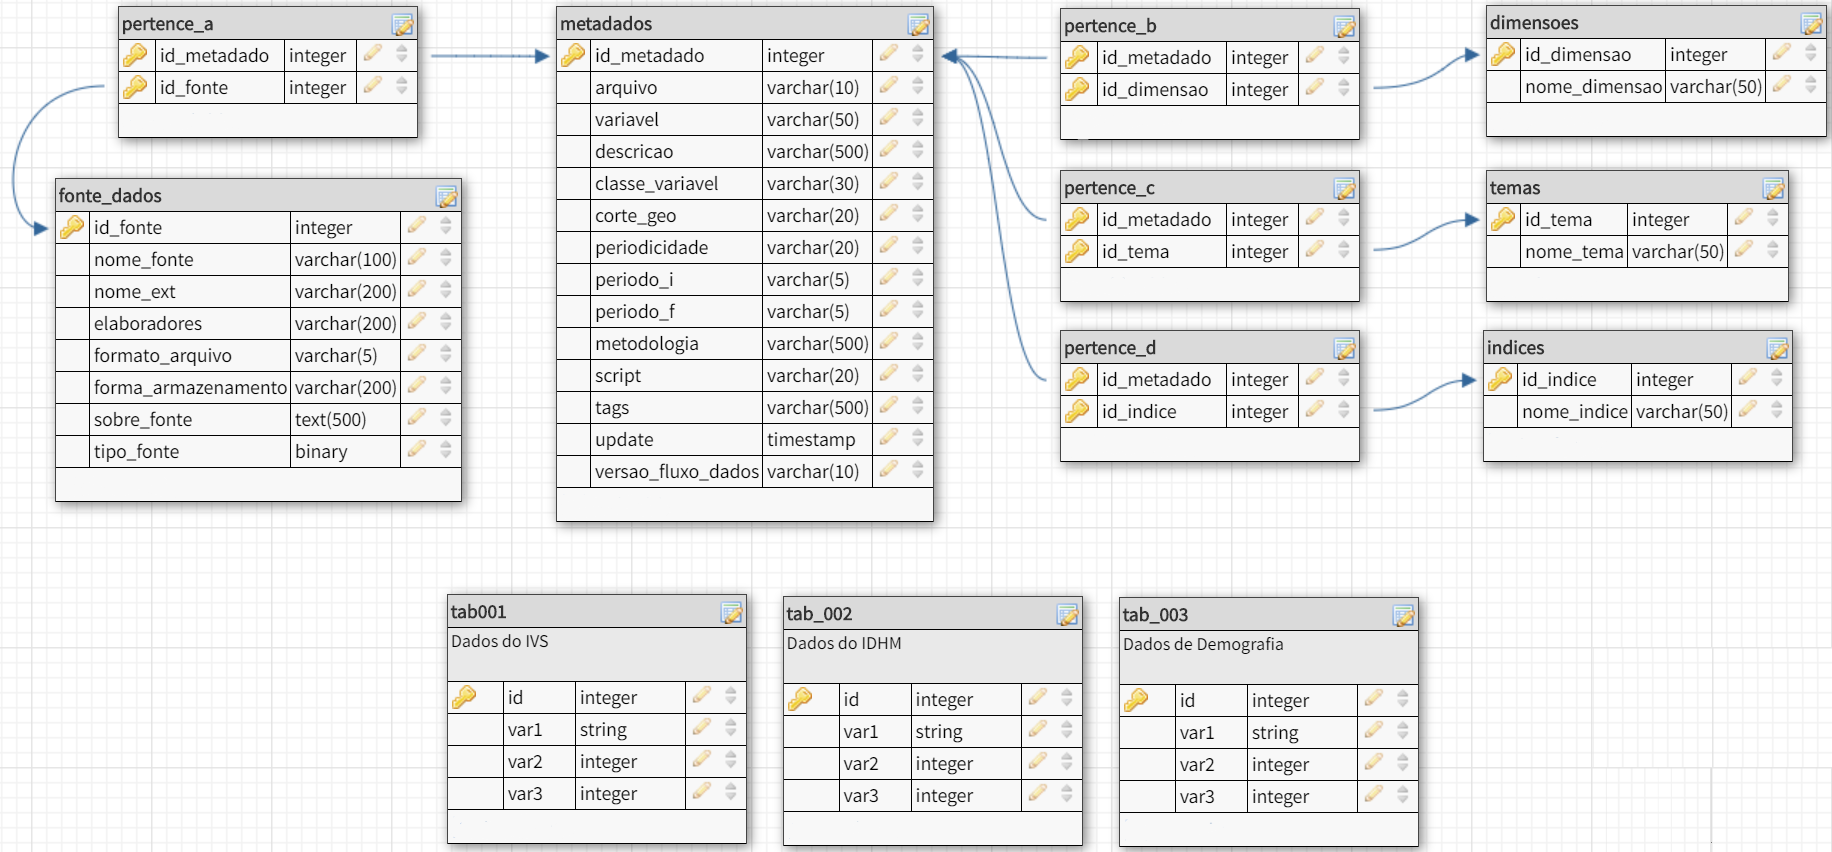 pertence_a
id_metadado integer
id_fonte integer
fonte_dados
id_fonte integer
nome_fonte varchar(100)
nome_ext varchar(200)
elaboradores varchar(200)
formato_arquivo varchar(5)
forma_armazenamento varchar(200)
sobre_fonte text(500)
tipo_fonte binary
metadados
id_metadado integer
arquivo varchar(10)
variavel varchar(50)
descricao varchar(500)
classe_variavel varchar(30)
corte_geo varchar(20)
periodicidade varchar(20)
periodo_i varchar(5)
periodo_f varchar(5)
metodologia varchar(500)
script varchar(20)
tags varchar(500)
update timestamp
versao_fluxo_dados varchar(10)
pertence_b
id_metadado integer
id_dimensao integer
dimensoes
id_dimensao integer
nome_dimensao varchar(50)
pertence_c
id_metadado integer
id_tema integer
temas
id_tema integer
nome_tema varchar(50)
pertence_d
id_metadado integer
id_indice integer
indices
id_indice integer
nome_indice varchar(50)
tab001
Dados do IVS
id integer
var1 string
var2 integer
var3 integer
tab_002
Dados do IDHM
id integer
var1 string
var2 integer
var3 integer
tab_003
Dados de Demografia
id integer
var1 string
var2 integer
var3 integer